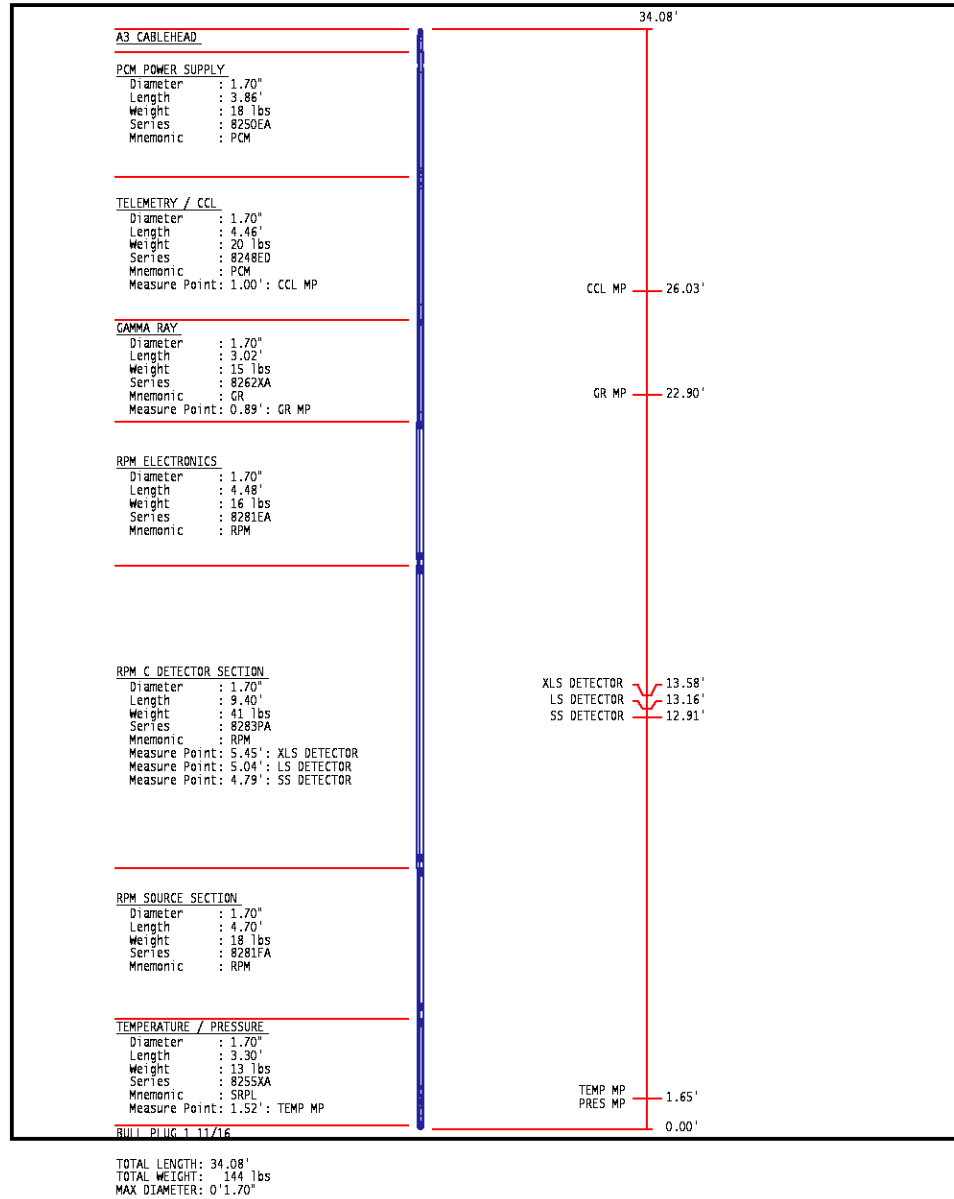 34.08'
A3 CABLEHEAD
PCM POWER SUPPLY
Diameter : 1.70"
Length : 3.86'
Weight : 18 lbs
Series : 8250EA
Mnemonic : PCM
TELEMETRY / CCL
Diameter : 1.70"
Length : 4.46'
Weight : 20 lbs
Series : 8248ED
Mnemonic : PCM
Measure Point: 1.00': CCL MP
CCL MP 26.03'
GAMMA RAY
Diameter : 1.70"
Length : 3.02'
Weight : 15 lbs
Series : 8262XA
Mnemonic : GR
Measure Point: 0.89': GR MP
GR MP 22.90'
RPM ELECTRONICS
Diameter : 1.70"
Length : 4.48'
Weight : 16 lbs
Series : 8281EA
Mnemonic : RPM
RPM C DETECTOR SECTION
Diameter : 1.70"
Length : 9.40'
Weight : 41 lbs
Series : 8283PA
Mnemonic : RPM
Measure Point: 5.45': XLS DETECTOR
Measure Point: 5.04': LS DETECTOR
Measure Point: 4.79': SS DETECTOR
XLS DETECTOR 13.58'
LS DETECTOR 13.16'
SS DETECTOR 12.91'
RPM SOURCE SECTION
Diameter : 1.70"
Length : 4.70'
Weight : 18 lbs
Series : 8281FA
Mnemonic : RPM
TEMPERATURE / PRESSURE
Diameter : 1.70"
Length : 3.30'
Weight : 13 lbs
Series : 8255XA
Mnemonic : SRPL
Measure Point: 1.52': TEMP MP
TEMP MP
PRES MP 1.65'
0.00'
BULL PLUG 1 11/16
TOTAL LENGTH: 34.08'
TOTAL WEIGHT: 144 lbs
MAX DIAMETER: 0'1.70"